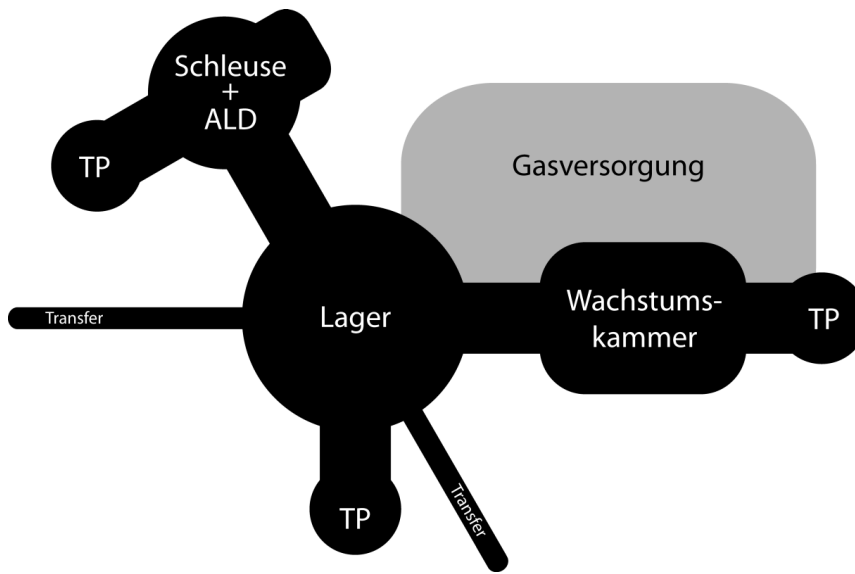 Schleuse
+
ALD
TP
Gasversorgung
Transfer
Lager
Wachstums-
kammer
TP
Transfer
TP